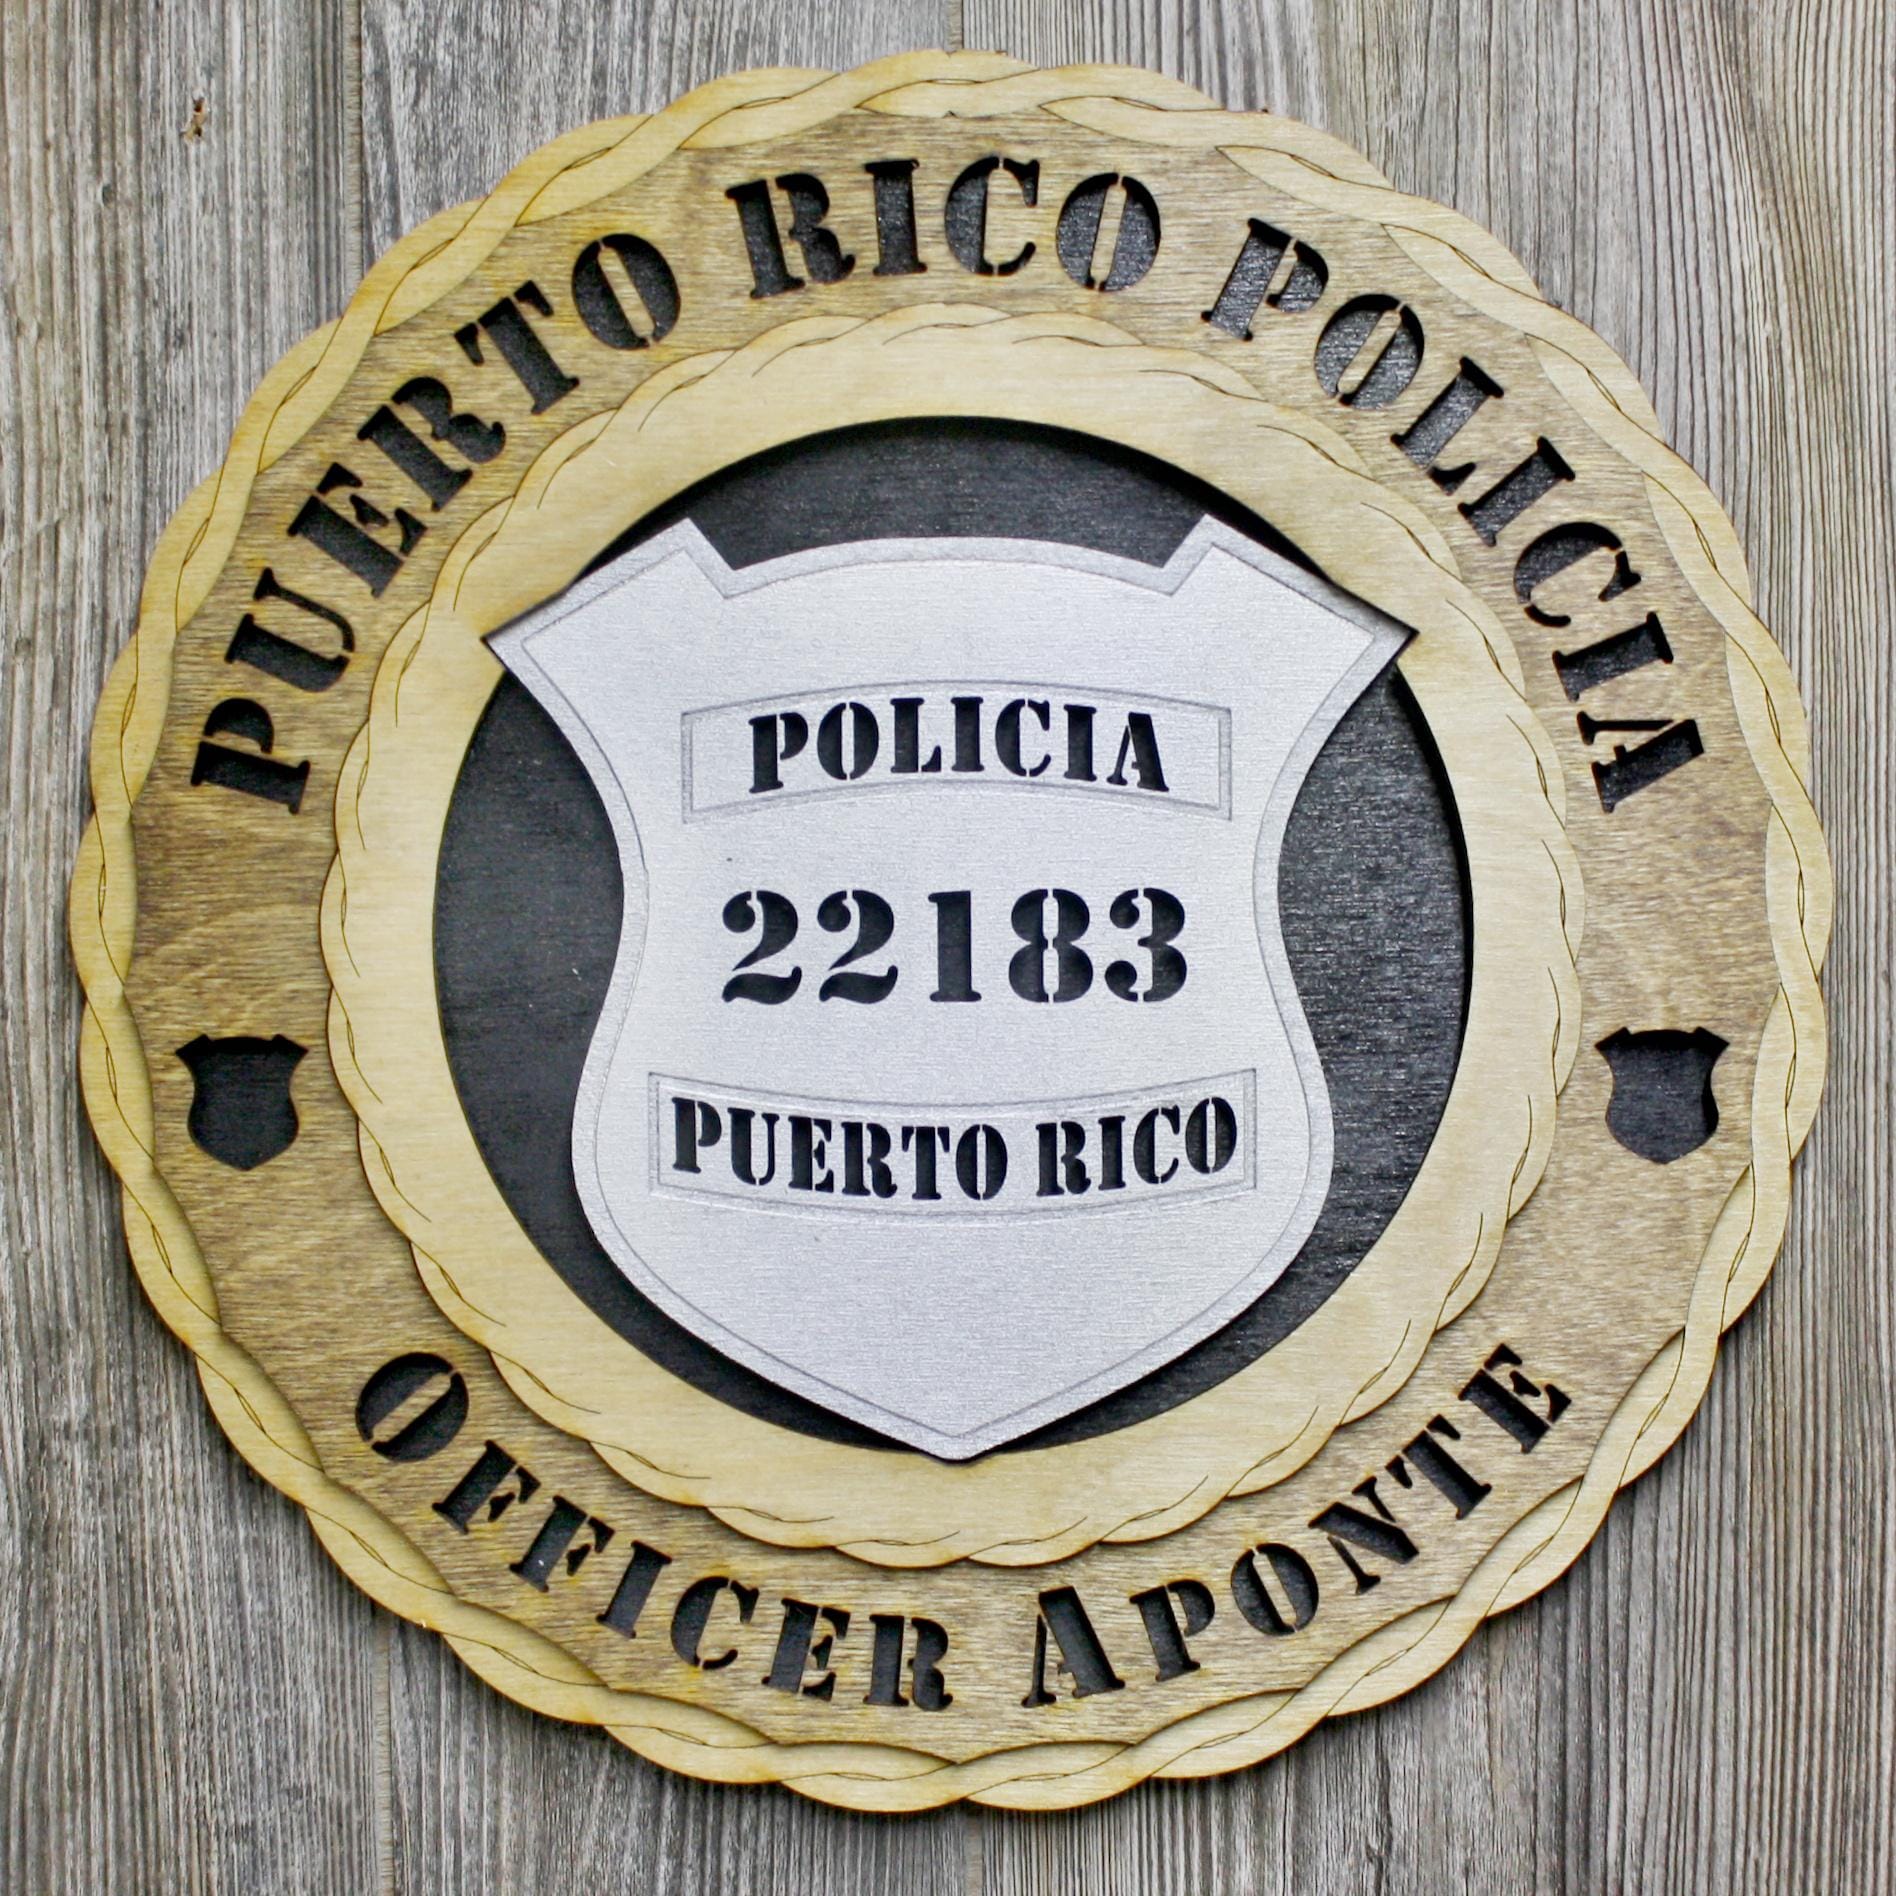 PUERTO RICO POLICIA
POLICIA
22183
PUERTO RICO
OFFICER APONTE